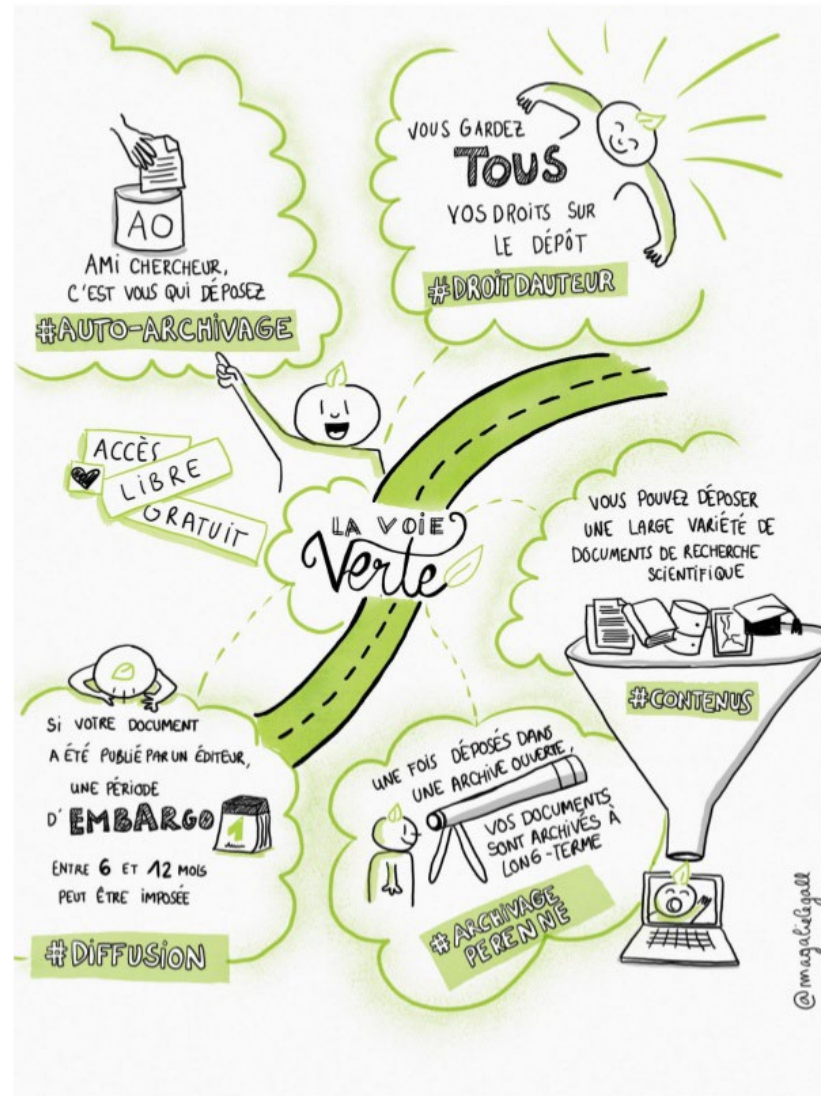 AO
AMI CHERCHEUR,
C'EST VOUS QUI DÉPOSEZ
#AUTO-ARCHIVAGE
VOUS GARDEZ
TOUS
VOS DROITS SUR
LE DÉPÔT
#DROITDAUTEUR
ACCÈS
LIBRE
GRATUIT
LA VOIE
Verte
VOUS POUVEZ DÉPOSER
UNE LARGE VARIÉTÉ DE
DOCUMENTS DE RECHERCHE
SCIENTIFIQUE
#CONTENUS
SI VOTRE DOCUMENT
A ÉTÉ PUBLIÉ PAR UN ÉDITEUR,
UNE PÉRIODE
D'EMBARGO
1
ENTRE 6 ET 12 MOIS
PEUT ÊTRE IMPOSÉE
#DIFFUSION
UNE FOIS DÉPOSÉS DANS
UNE ARCHIVE OUVERTE,
VOS DOCUMENTS
SONT ARCHIVÉS À
LONG-TERME
#ARCHIVAGE
PERENNE
@magalielegall